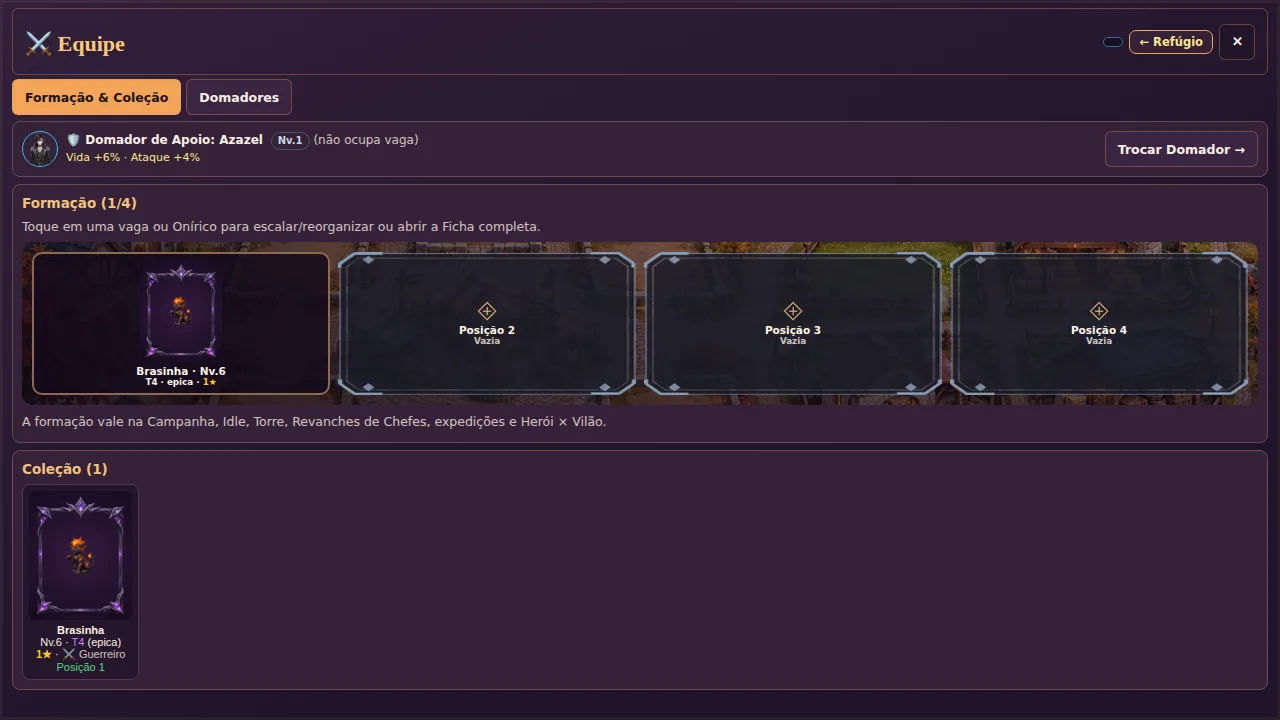 ⚔️ Equipe
← Refúgio
✕
Formação & Coleção
Domadores
🛡️ Domador de Apoio: Azazel Nv.1 (não ocupa vaga)
Vida +6% · Ataque +4%
Trocar Domador →
Formação (1/4)
Toque em uma vaga ou Onírico para escalar/reorganizar ou abrir a Ficha completa.
Brasinha · Nv.6
T4 · epica · 1★
Posição 2
Vazia
Posição 3
Vazia
Posição 4
Vazia
A formação vale na Campanha, Idle, Torre, Revanches de Chefes, expedições e Herói × Vilão.
Coleção (1)
Brasinha
Nv.6 · T4 (epica)
1★ · ⚔️ Guerreiro
Posição 1